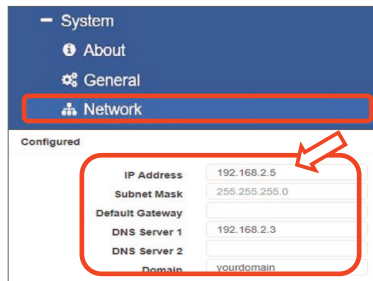 − System
About
General
Network
Configured
IP Address 192.168.2.5
Subnet Mask 255.255.255.0
Default Gateway
DNS Server 1 192.168.2.3
DNS Server 2
Domain yourdomain